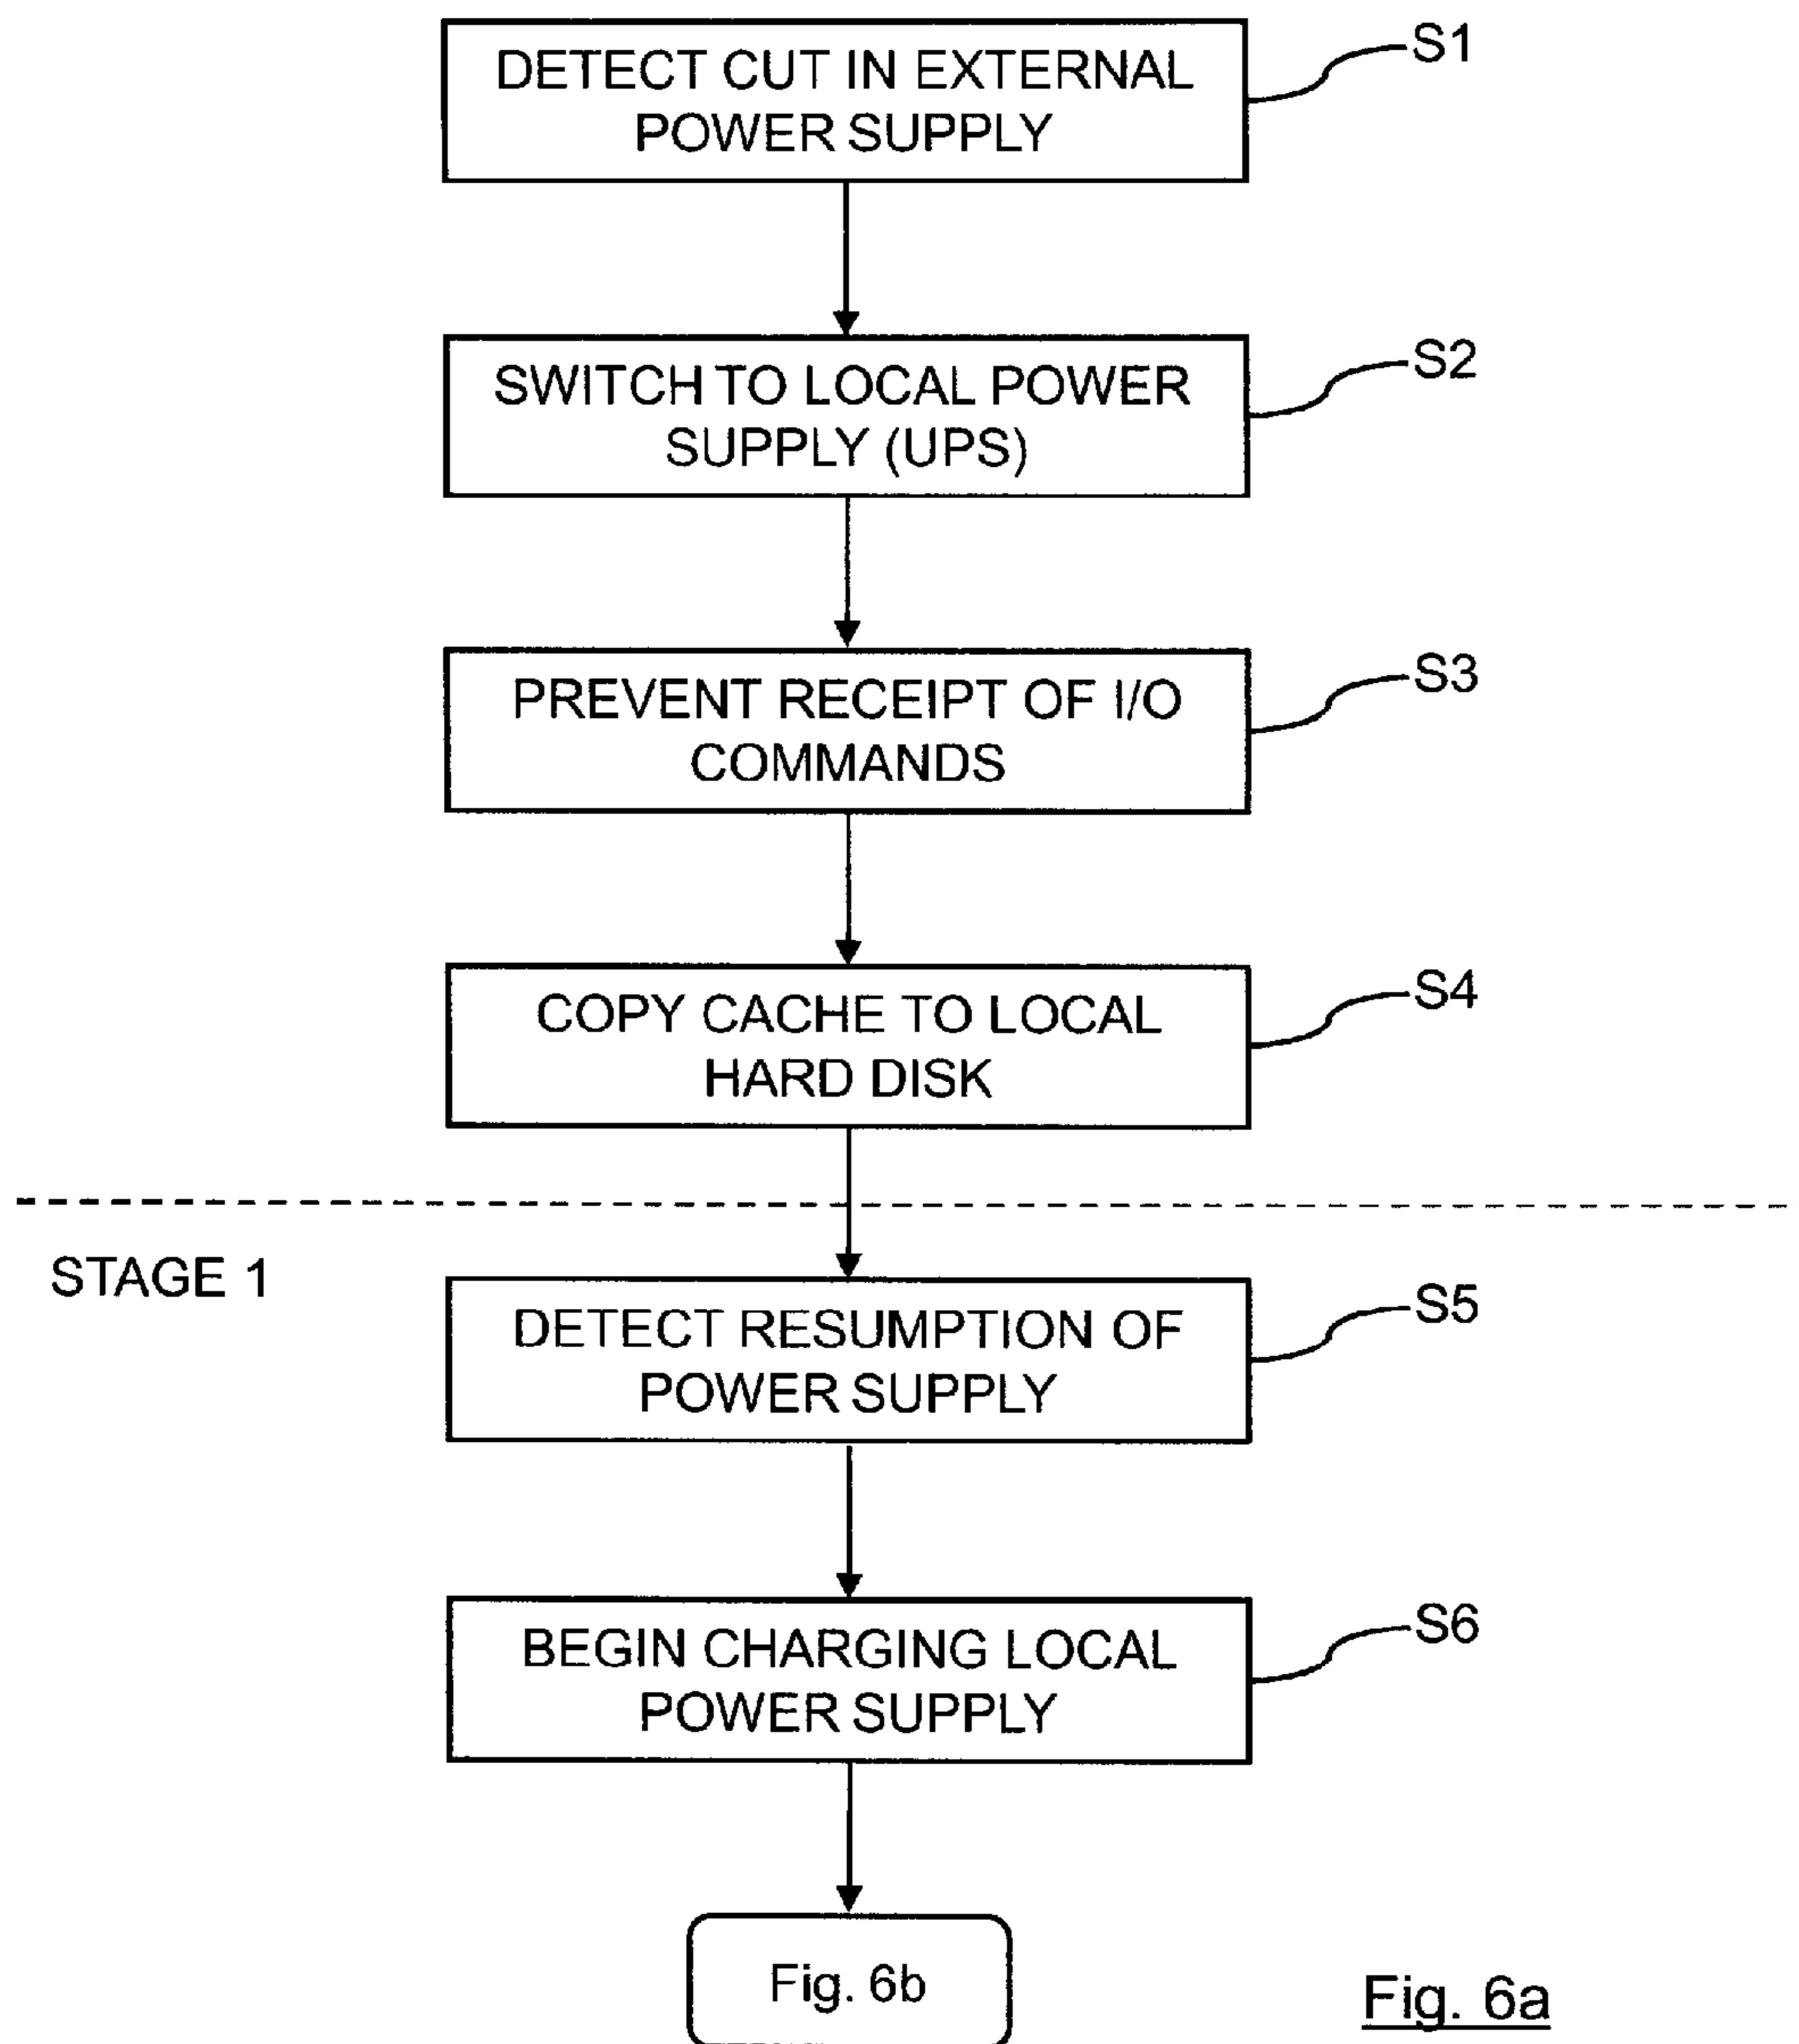 DETECT CUT IN EXTERNAL
POWER SUPPLY
S1
SWITCH TO LOCAL POWER
SUPPLY (UPS)
S2
PREVENT RECEIPT OF I/O
COMMANDS
S3
COPY CACHE TO LOCAL
HARD DISK
S4
STAGE 1
DETECT RESUMPTION OF
POWER SUPPLY
S5
BEGIN CHARGING LOCAL
POWER SUPPLY
S6
Fig. 6b
Fig. 6a